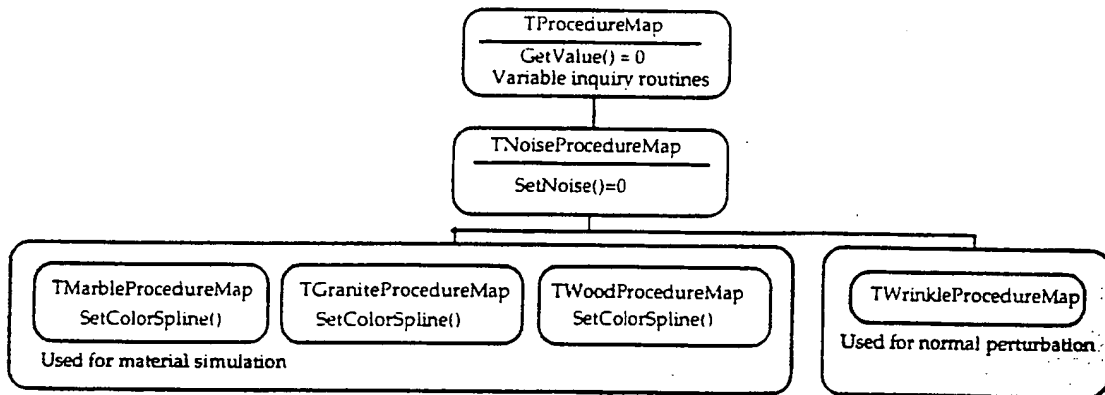 TProcedureMap
GetValue() = 0
Variable inquiry routines
TNoiseProcedureMap
SetNoise()=0
TMarbleProcedureMap
SetColorSpline()
TGraniteProcedureMap
SetColorSpline()
TWoodProcedureMap
SetColorSpline()
Used for material simulation
TWrinkleProcedureMap
Used for normal perturbation